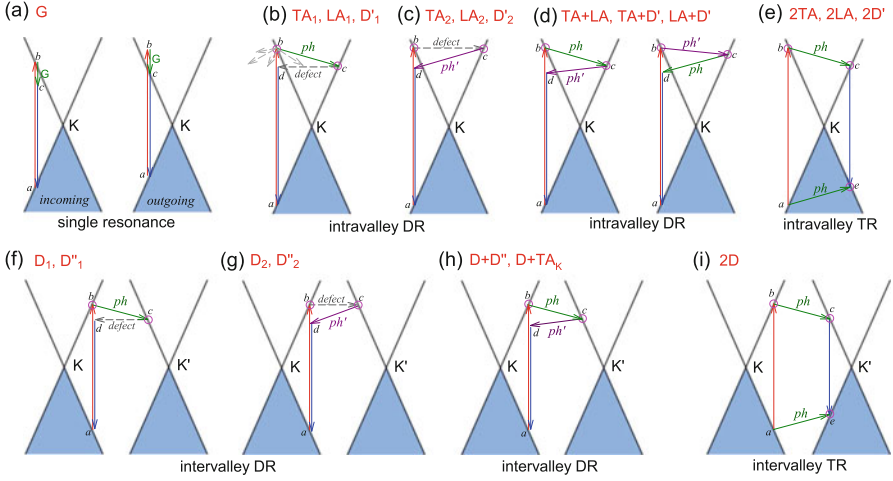 (a) G
b
G
c
a
K
incoming
b
G
c
K
outgoing
single resonance
(b) TA₁, LA₁, D'₁
b
ph
c
d
defect
K
a
(c) TA₂, LA₂, D'₂
b
defect
c
d
ph'
K
a
intravalley DR
(d) TA+LA, TA+D', LA+D'
b
ph
c
d
ph'
K
a
b
ph'
c
d
ph
K
a
intravalley DR
(e) 2TA, 2LA, 2D'
b
ph
c
K
a
ph
e
intravalley TR
(f) D₁, D"₁
b
ph
c
d
defect
K
K'
a
(g) D₂, D"₂
b
defect
c
d
ph'
K
K'
a
intervalley DR
(h) D+D", D+TAK
b
ph
c
d
ph'
K
K'
a
intervalley DR
(i) 2D
b
ph
c
K
K'
a
ph
e
intervalley TR